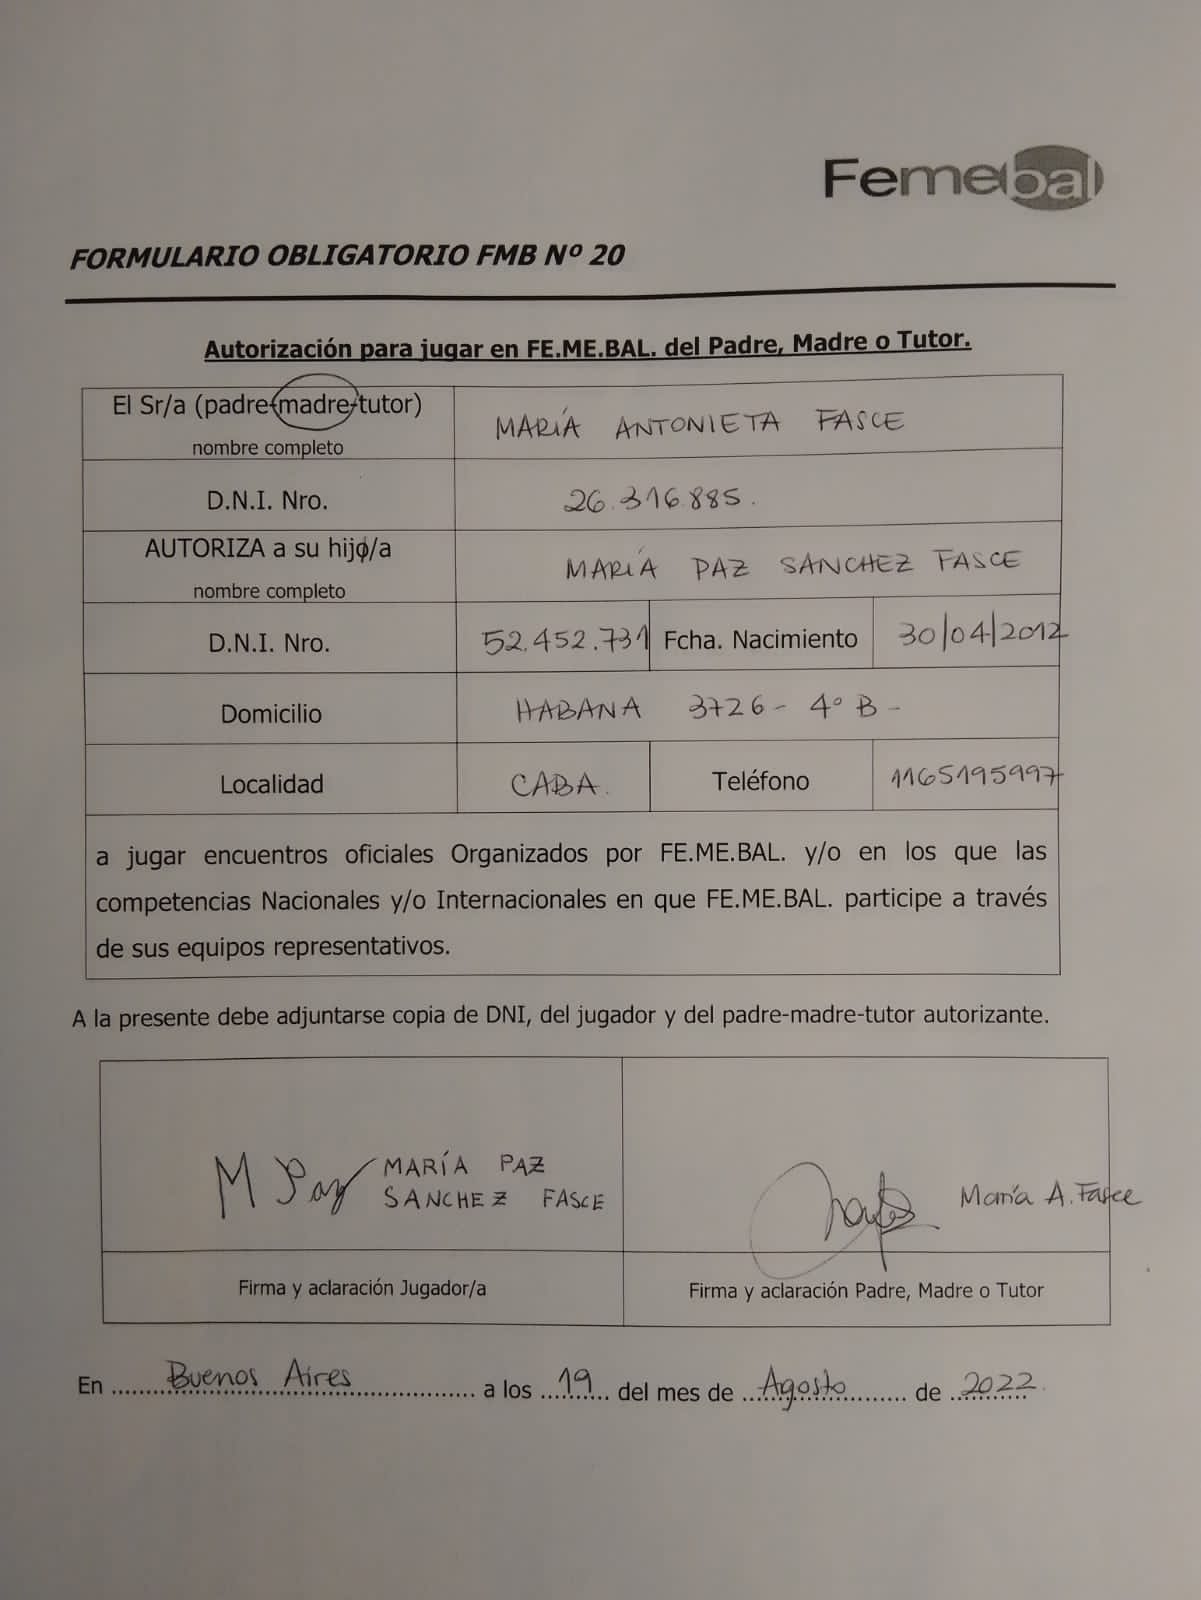 Femebal
FORMULARIO OBLIGATORIO FMB Nº 20
Autorización para jugar en FE.ME.BAL. del Padre, Madre o Tutor.
El Sr/a (padre-madre-tutor)
nombre completo
MARÍA ANTONIETA FASCE
D.N.I. Nro.
26.316.885.
AUTORIZA a su hijo/a
nombre completo
MARÍA PAZ SANCHEZ FASCE
D.N.I. Nro.
52.452.731
Fcha. Nacimiento
30/04/2012
Domicilio
HABANA 3726 - 4° B -
Localidad
CABA.
Teléfono
1165195997
a jugar encuentros oficiales Organizados por FE.ME.BAL. y/o en los que las
competencias Nacionales y/o Internacionales en que FE.ME.BAL. participe a través
de sus equipos representativos.
A la presente debe adjuntarse copia de DNI, del jugador y del padre-madre-tutor autorizante.
M Paz
MARÍA PAZ
SANCHEZ FASCE
María A. Fasce
Firma y aclaración Jugador/a
Firma y aclaración Padre, Madre o Tutor
En Buenos Aires a los 19 del mes de Agosto de 2022.